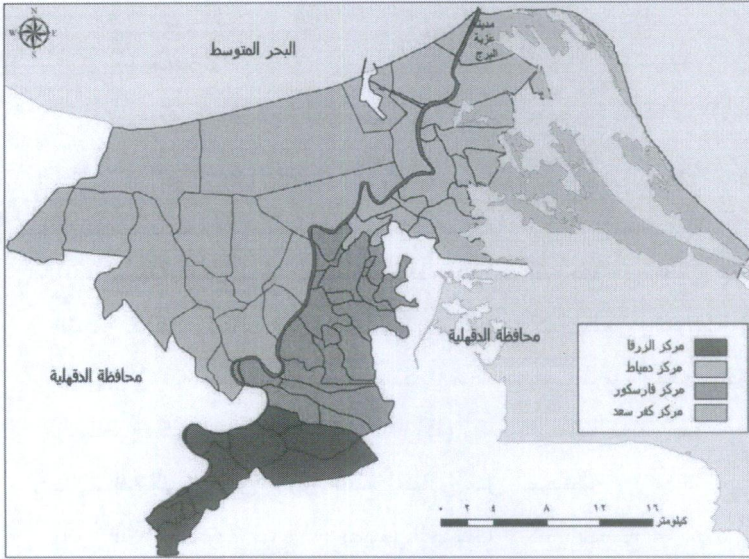 N
W E
S
البحر المتوسط
مدينة
عزبة
البرج
محافظة الدقهلية
محافظة الدقهلية
مركز الزرقا
مركز دمياط
مركز فارسكور
مركز كفر سعد
٠ ٢ ٤ ٨ ١٢ ١٦
كيلومتر